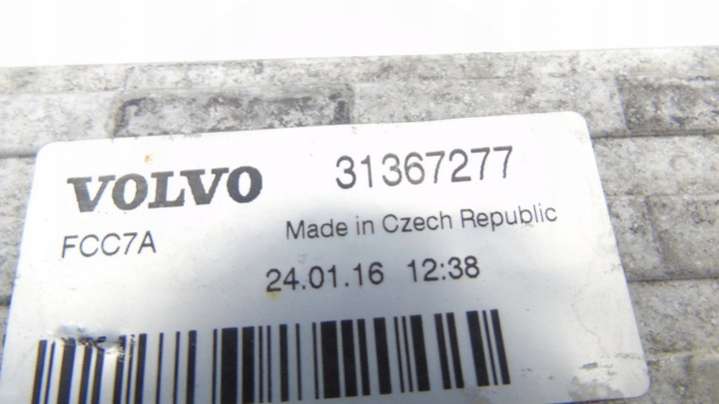 VOLVO 31367277
FCC7A Made in Czech Republic
24.01.16 12:38